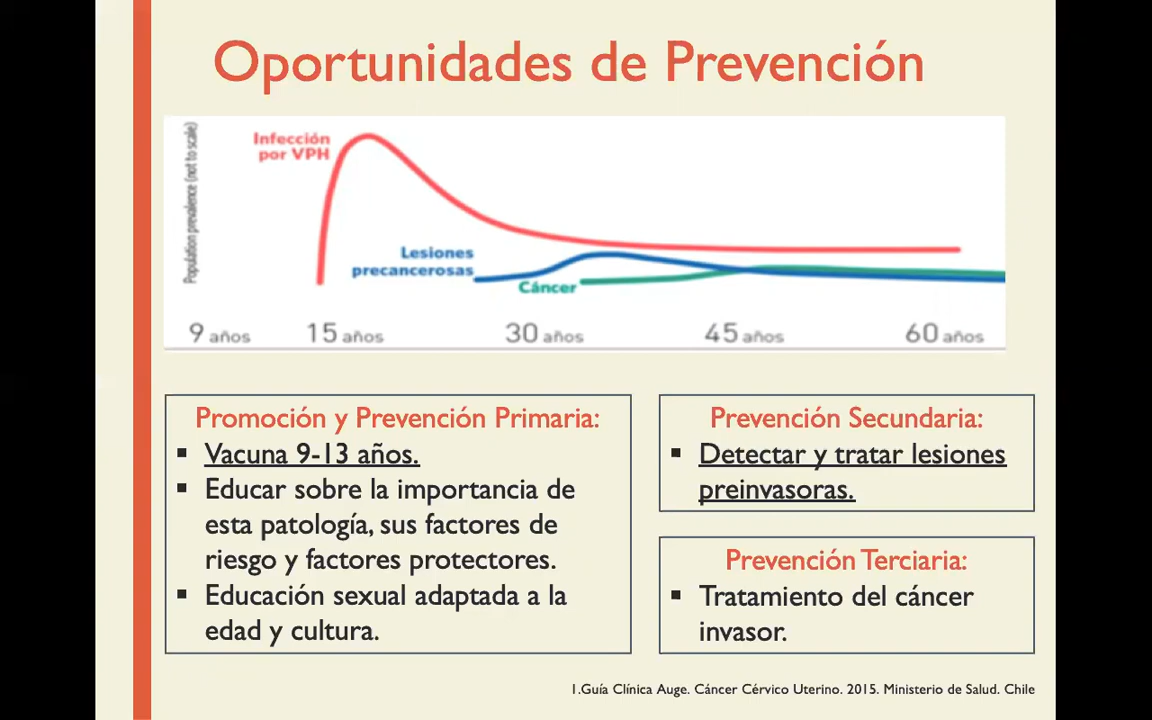 Oportunidades de Prevención
Population prevalence (not to scale)
Infección
por VPH
Lesiones
precancerosas
Cáncer
9 años
15 años
30 años
45 años
60 años
Promoción y Prevención Primaria:
▪ Vacuna 9-13 años.
▪ Educar sobre la importancia de
esta patología, sus factores de
riesgo y factores protectores.
▪ Educación sexual adaptada a la
edad y cultura.
Prevención Secundaria:
▪ Detectar y tratar lesiones
preinvasoras.
Prevención Terciaria:
▪ Tratamiento del cáncer
invasor.
1.Guía Clínica Auge. Cáncer Cérvico Uterino. 2015. Ministerio de Salud. Chile